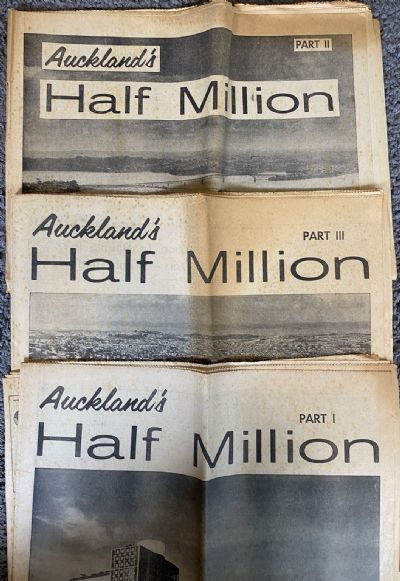 Auckland's
PART II
Half Million
Auckland's
PART III
Half Million
Auckland's
PART I
Half Million